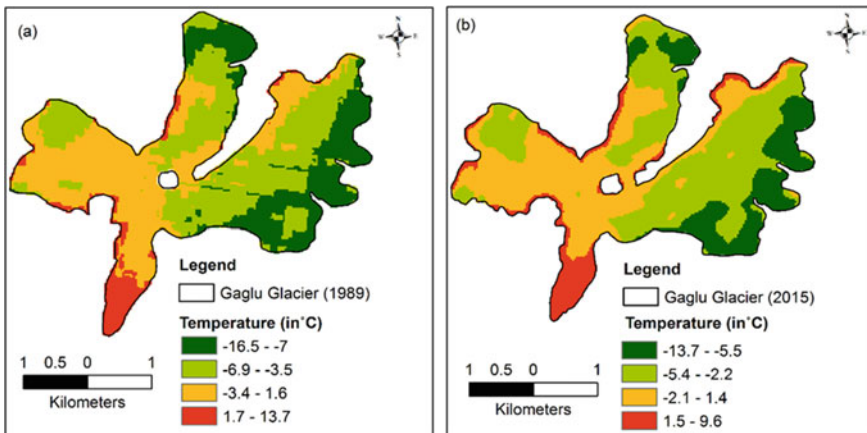 (a)
N
W E
S
Legend
Gaglu Glacier (1989)
Temperature (in˚C)
-16.5 - -7
-6.9 - -3.5
-3.4 - 1.6
1.7 - 13.7
1 0.5 0 1
Kilometers
(b)
N
W E
S
Legend
Gaglu Glacier (2015)
Temperature (in˚C)
-13.7 - -5.5
-5.4 - -2.2
-2.1 - 1.4
1.5 - 9.6
1 0.5 0 1
Kilometers